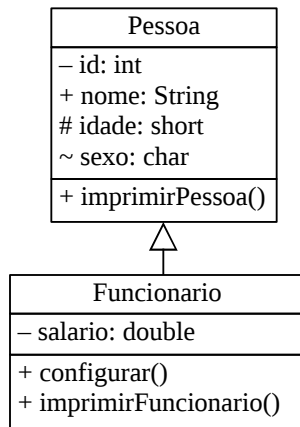 Pessoa
– id: int
+ nome: String
# idade: short
~ sexo: char
+ imprimirPessoa()
Funcionario
– salario: double
+ configurar()
+ imprimirFuncionario()